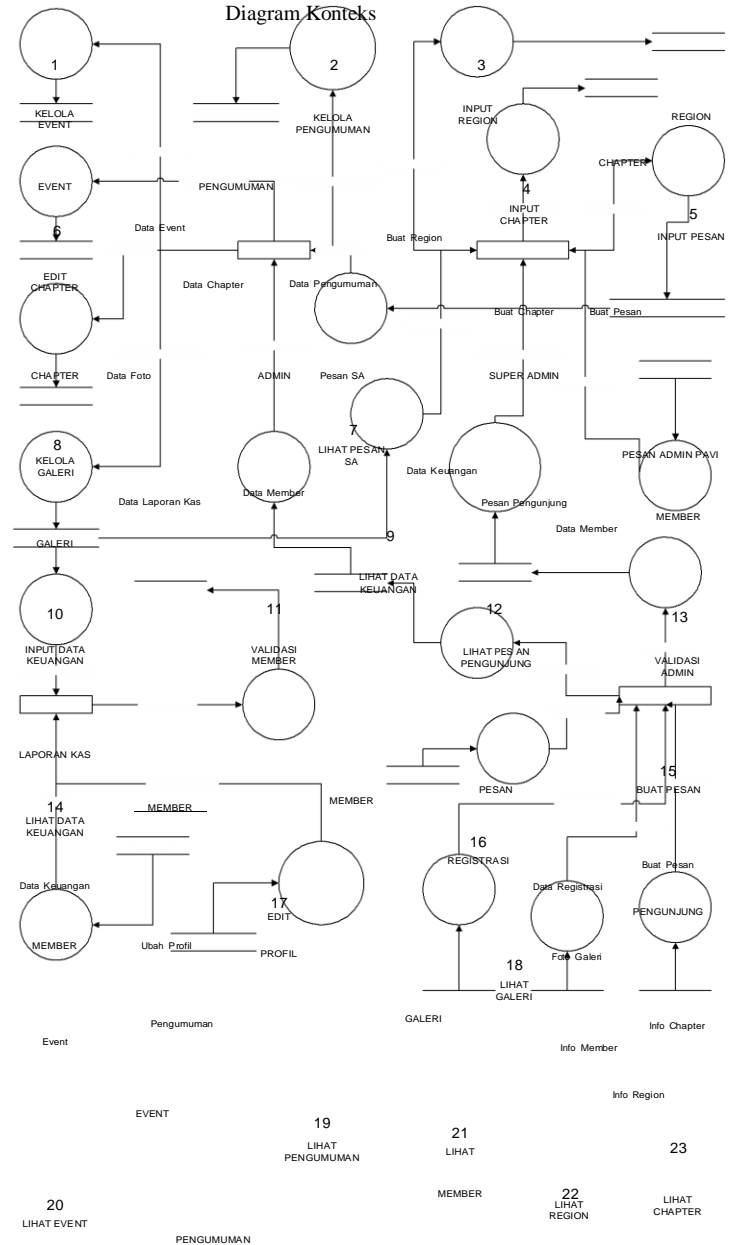 Diagram Konteks
1
2
3
KELOLA
EVENT
KELOLA
PENGUMUMAN
INPUT
REGION
REGION
EVENT
PENGUMUMAN
4
INPUT
CHAPTER
CHAPTER
5
INPUT PESAN
6
Data Event
Buat Region
EDIT
CHAPTER
Data Chapter
Data Pengumuman
Buat Chapter
Buat Pesan
CHAPTER
Data Foto
ADMIN
Pesan SA
SUPER ADMIN
7
LIHAT PESAN
SA
8
KELOLA
GALERI
Data Keuangan
PESAN ADMIN PAVI
Data Laporan Kas
Data Member
Pesan Pengunjung
MEMBER
Data Member
GALERI
9
LIHAT DATA
KEUANGAN
10
INPUT DATA
KEUANGAN
11
VALIDASI
MEMBER
12
LIHAT PESAN
PENGUNJUNG
13
VALIDASI
ADMIN
LAPORAN KAS
14
LIHAT DATA
KEUANGAN
MEMBER
MEMBER
PESAN
15
BUAT PESAN
16
REGISTRASI
Buat Pesan
Data Keuangan
17
EDIT
Data Registrasi
PENGUNJUNG
MEMBER
Ubah Profil
PROFIL
Foto Galeri
18
LIHAT
GALERI
GALERI
Pengumuman
Event
Info Chapter
Info Member
Info Region
EVENT
19
LIHAT
PENGUMUMAN
21
LIHAT
23
MEMBER
22
LIHAT
REGION
LIHAT
CHAPTER
20
LIHAT EVENT
PENGUMUMAN